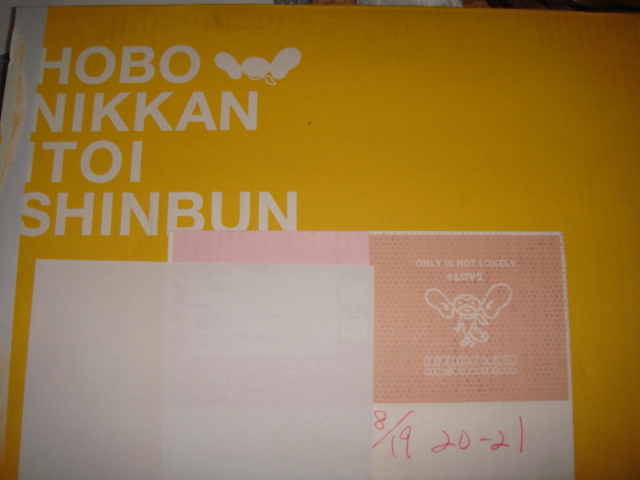 HOBO
NIKKAN
ITOI
SHINBUN
ONLY IS NOT LONELY
+LOVE
8/19 20-21